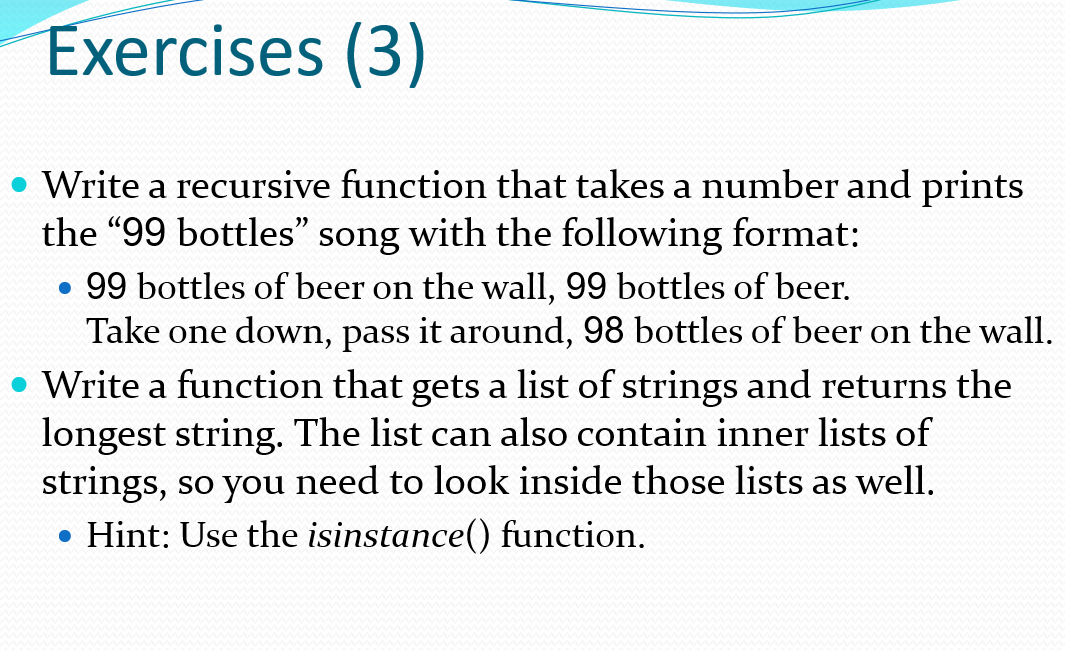 Exercises (3)
Write a recursive function that takes a number and prints
the “99 bottles” song with the following format:
99 bottles of beer on the wall, 99 bottles of beer.
Take one down, pass it around, 98 bottles of beer on the wall.
Write a function that gets a list of strings and returns the
longest string. The list can also contain inner lists of
strings, so you need to look inside those lists as well.
Hint: Use the isinstance() function.